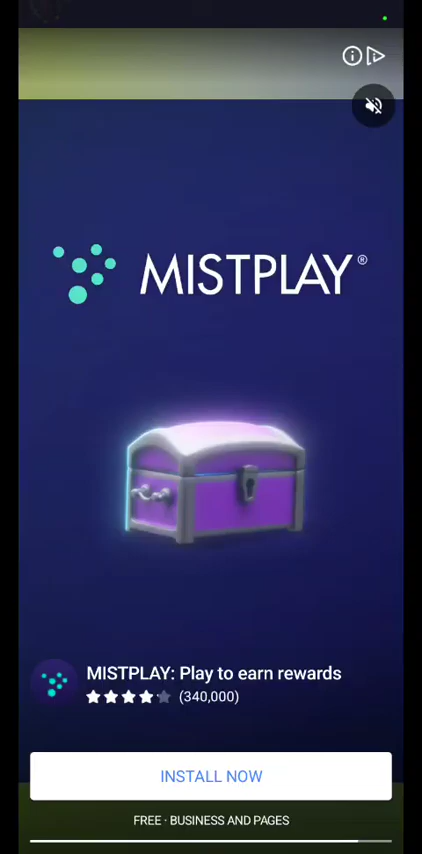 MISTPLAY®
MISTPLAY: Play to earn rewards
(340,000)
INSTALL NOW
FREE · BUSINESS AND PAGES